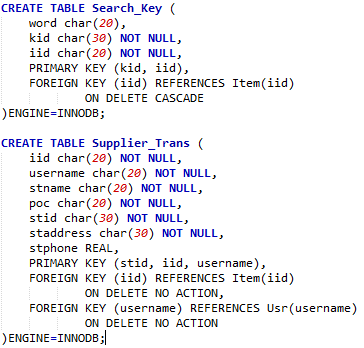 CREATE TABLE Search_Key (
word char(20),
kid char(30) NOT NULL,
iid char(20) NOT NULL,
PRIMARY KEY (kid, iid),
FOREIGN KEY (iid) REFERENCES Item(iid)
ON DELETE CASCADE
)ENGINE=INNODB;
CREATE TABLE Supplier_Trans (
iid char(20) NOT NULL,
username char(20) NOT NULL,
stname char(20) NOT NULL,
poc char(20) NOT NULL,
stid char(30) NOT NULL,
staddress char(30) NOT NULL,
stphone REAL,
PRIMARY KEY (stid, iid, username),
FOREIGN KEY (iid) REFERENCES Item(iid)
ON DELETE NO ACTION,
FOREIGN KEY (username) REFERENCES Usr(username)
ON DELETE NO ACTION
)ENGINE=INNODB;